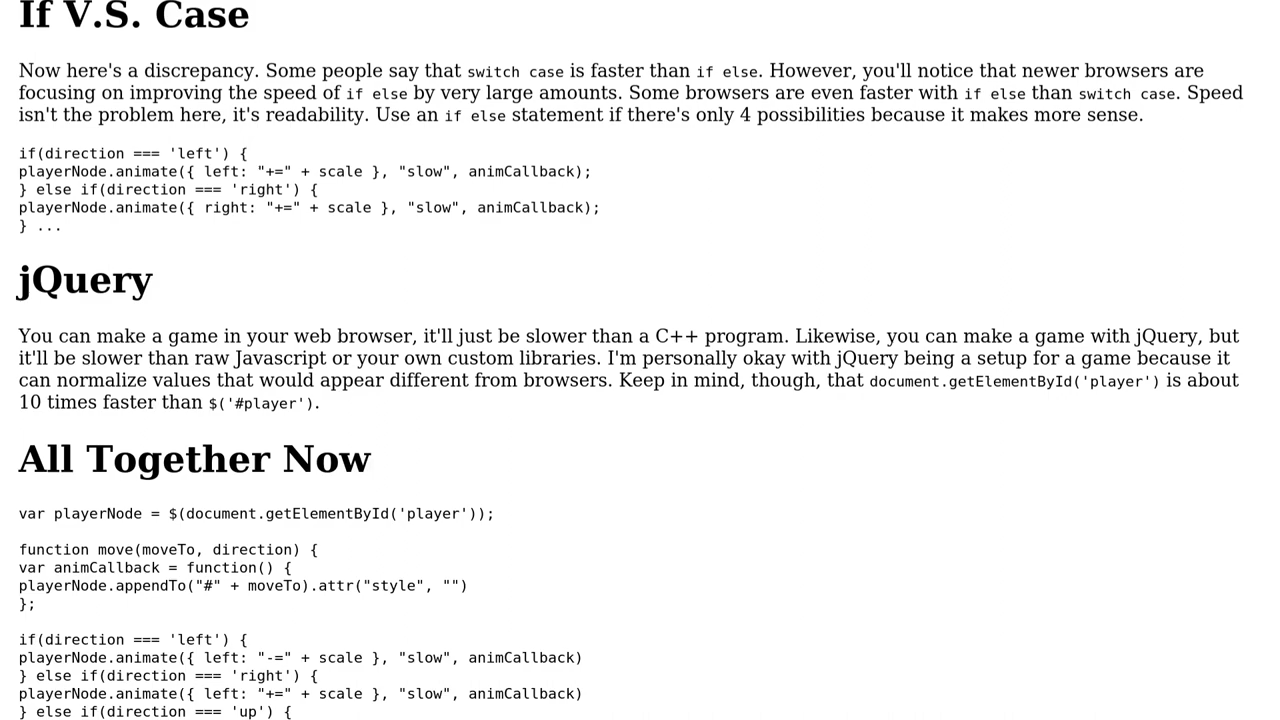 If V.S. Case
Now here's a discrepancy. Some people say that switch case is faster than if else. However, you'll notice that newer browsers are
focusing on improving the speed of if else by very large amounts. Some browsers are even faster with if else than switch case. Speed
isn't the problem here, it's readability. Use an if else statement if there's only 4 possibilities because it makes more sense.
if(direction === 'left') {
playerNode.animate({ left: "+=" + scale }, "slow", animCallback);
} else if(direction === 'right') {
playerNode.animate({ right: "+=" + scale }, "slow", animCallback);
} ...
jQuery
You can make a game in your web browser, it'll just be slower than a C++ program. Likewise, you can make a game with jQuery, but
it'll be slower than raw Javascript or your own custom libraries. I'm personally okay with jQuery being a setup for a game because it
can normalize values that would appear different from browsers. Keep in mind, though, that document.getElementById('player') is about
10 times faster than $('#player').
All Together Now
var playerNode = $(document.getElementById('player'));
function move(moveTo, direction) {
var animCallback = function() {
playerNode.appendTo("#" + moveTo).attr("style", "")
};
if(direction === 'left') {
playerNode.animate({ left: "-=" + scale }, "slow", animCallback)
} else if(direction === 'right') {
playerNode.animate({ left: "+=" + scale }, "slow", animCallback)
} else if(direction === 'up') {